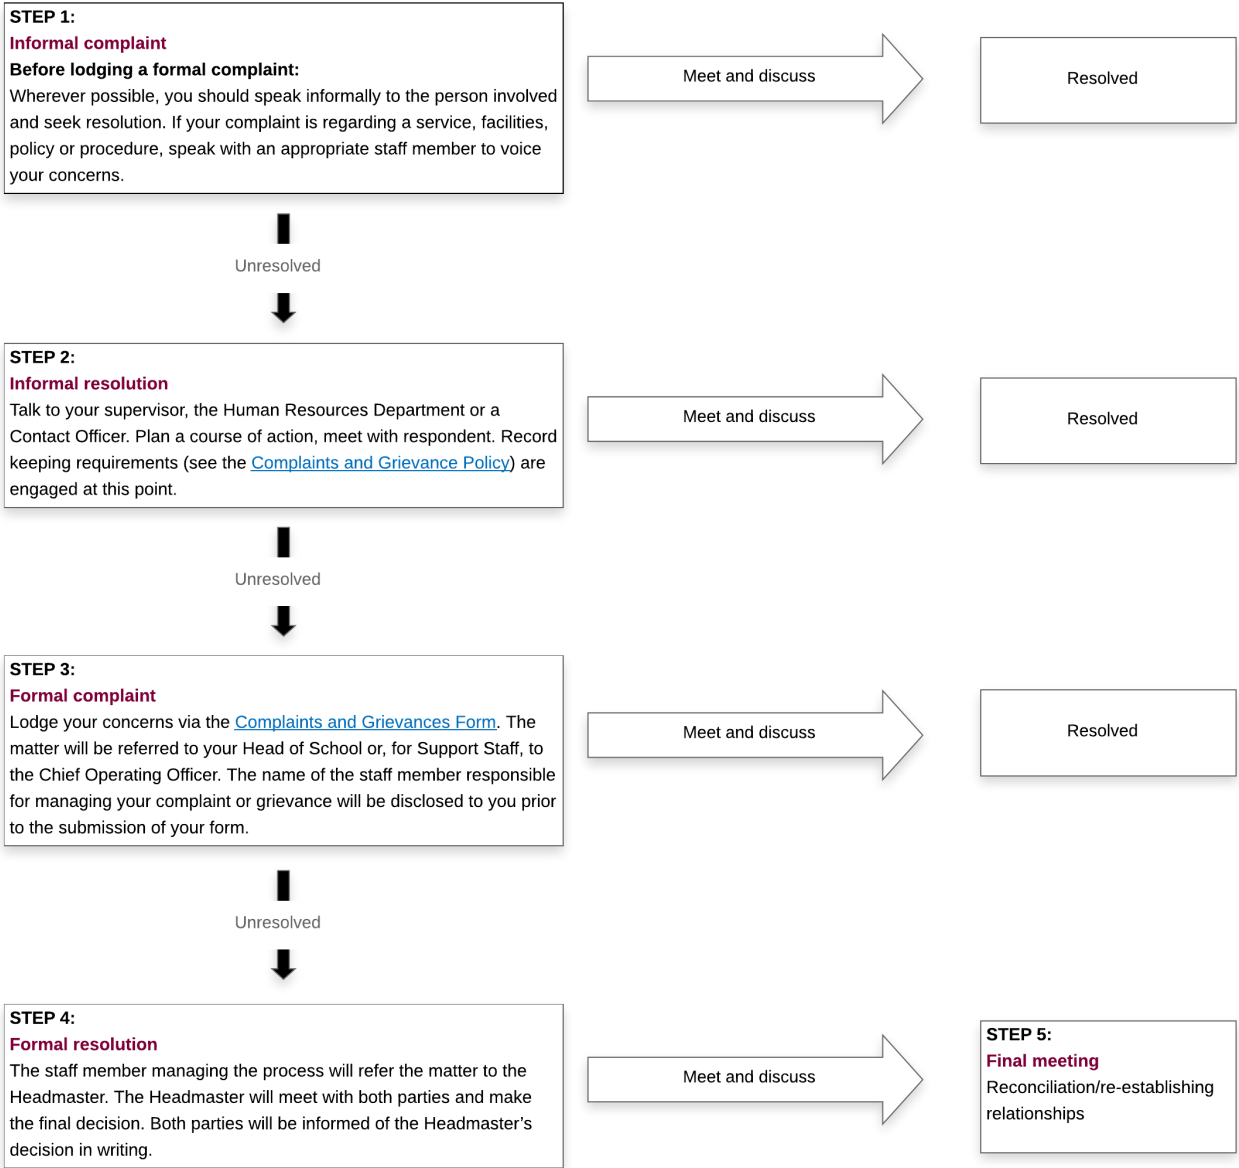 STEP 1:
Informal complaint
Before lodging a formal complaint:
Wherever possible, you should speak informally to the person involved
and seek resolution. If your complaint is regarding a service, facilities,
policy or procedure, speak with an appropriate staff member to voice
your concerns.
Meet and discuss
Resolved
Unresolved
STEP 2:
Informal resolution
Talk to your supervisor, the Human Resources Department or a
Contact Officer. Plan a course of action, meet with respondent. Record
keeping requirements (see the Complaints and Grievance Policy) are
engaged at this point.
Meet and discuss
Resolved
Unresolved
STEP 3:
Formal complaint
Lodge your concerns via the Complaints and Grievances Form. The
matter will be referred to your Head of School or, for Support Staff, to
the Chief Operating Officer. The name of the staff member responsible
for managing your complaint or grievance will be disclosed to you prior
to the submission of your form.
Meet and discuss
Resolved
Unresolved
STEP 4:
Formal resolution
The staff member managing the process will refer the matter to the
Headmaster. The Headmaster will meet with both parties and make
the final decision. Both parties will be informed of the Headmaster’s
decision in writing.
Meet and discuss
STEP 5:
Final meeting
Reconciliation/re-establishing
relationships